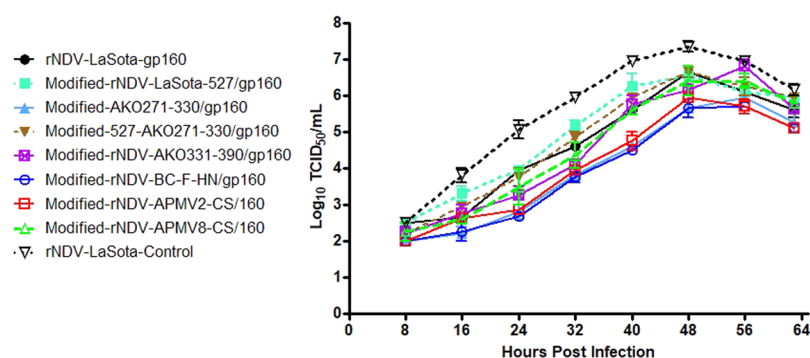 rNDV-LaSota-gp160
Modified-rNDV-LaSota-527/gp160
Modified-AKO271-330/gp160
Modified-527-AKO271-330/gp160
Modified-rNDV-AKO331-390/gp160
Modified-rNDV-BC-F-HN/gp160
Modified-rNDV-APMV2-CS/160
Modified-rNDV-APMV8-CS/160
rNDV-LaSota-Control
Log10 TCID50/mL
8
7
6
5
4
3
2
1
0
0 8 16 24 32 40 48 56 64
Hours Post Infection